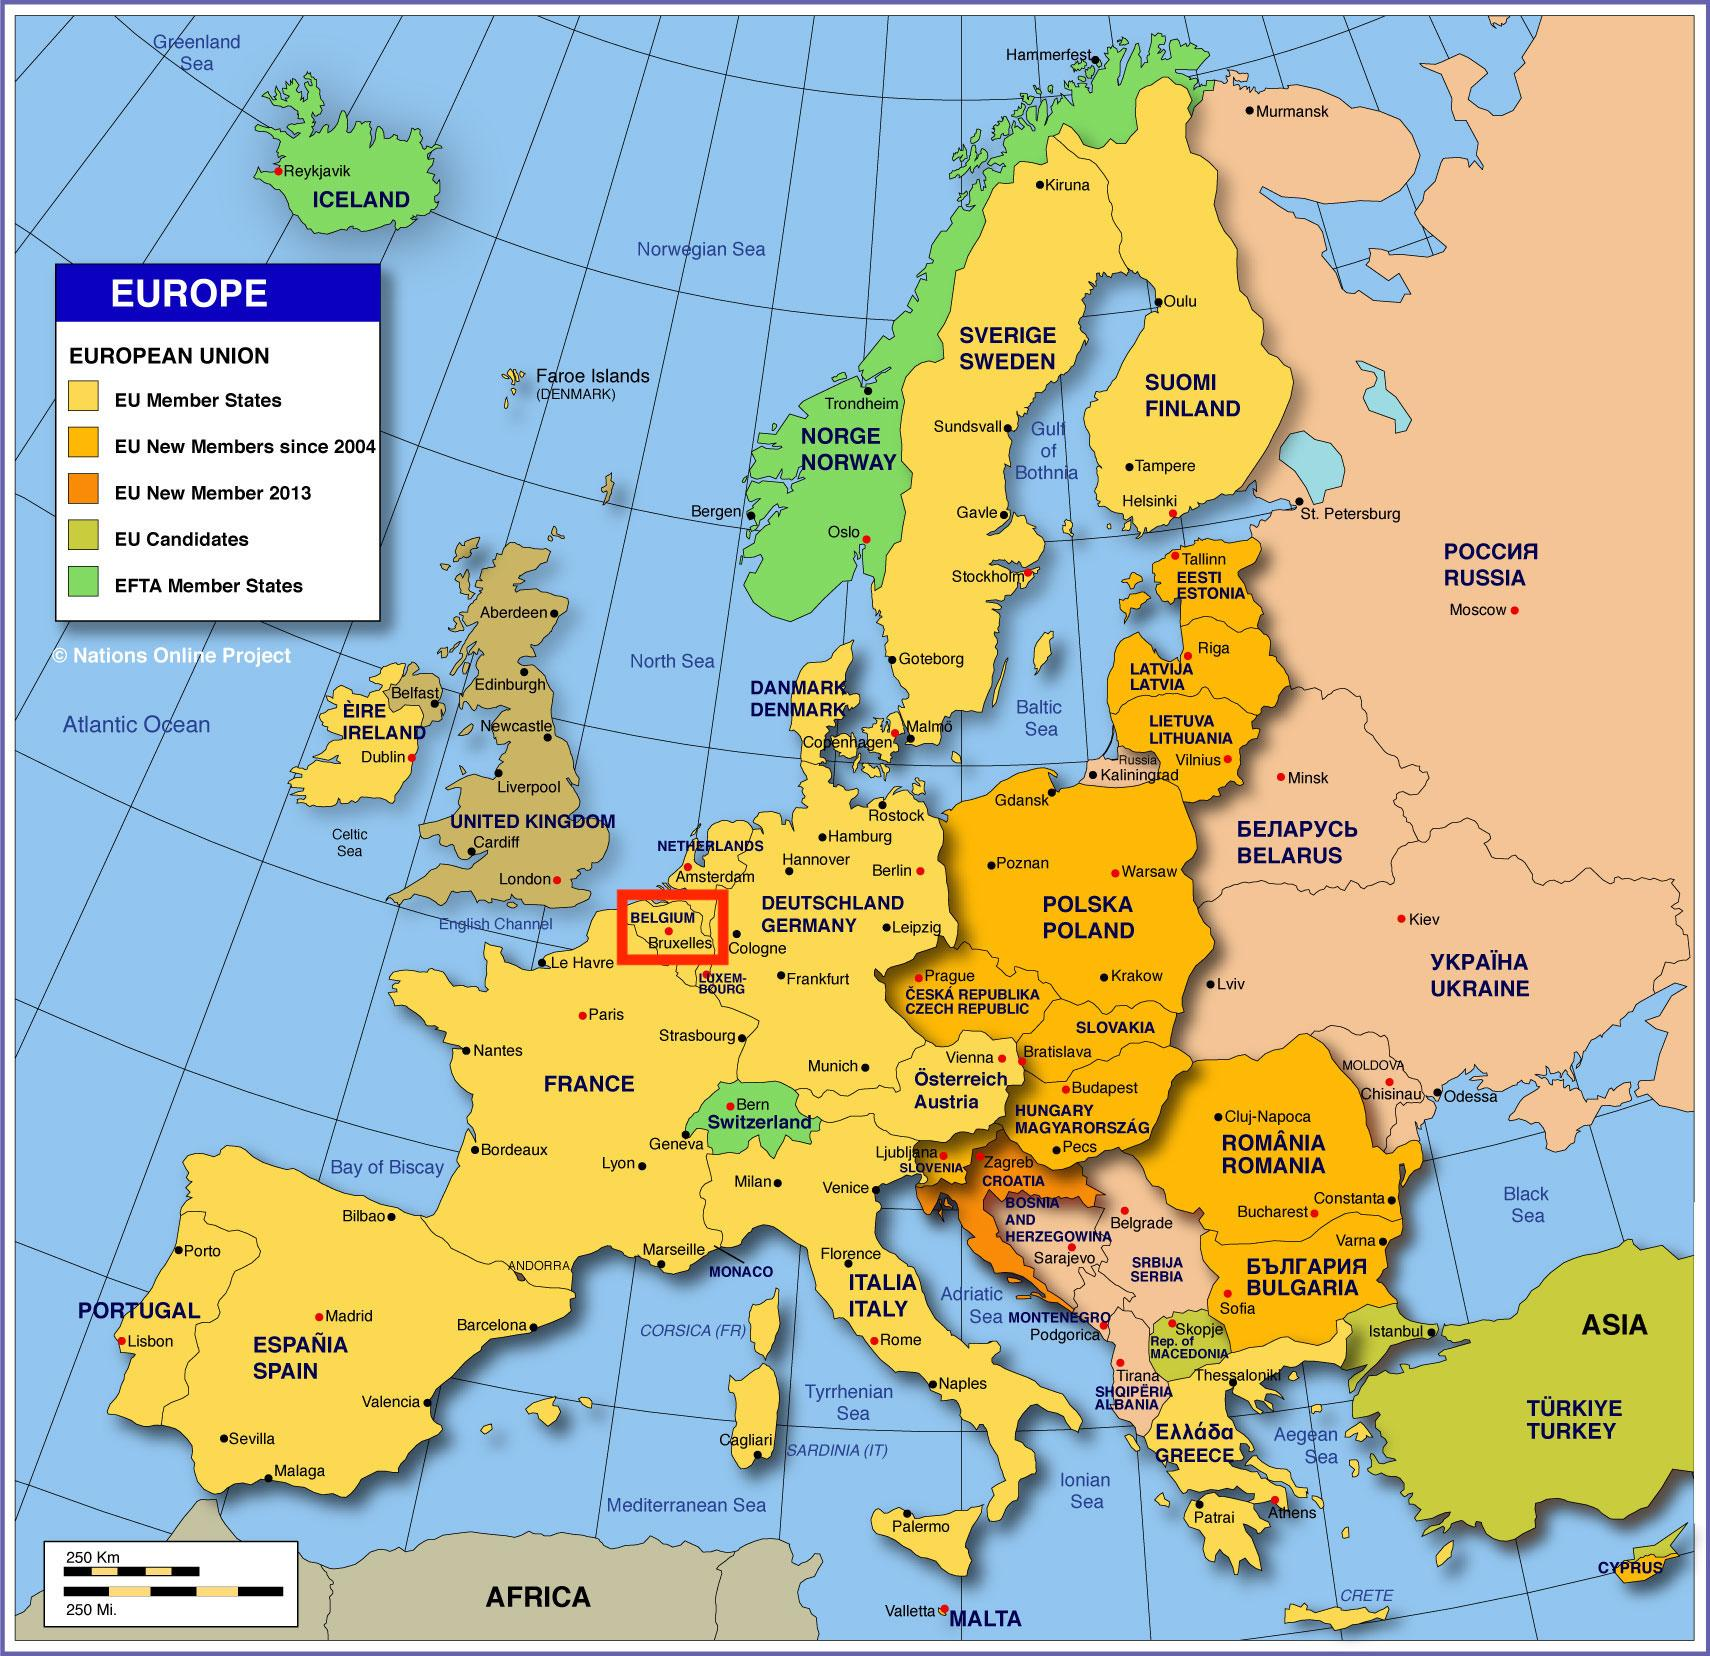 Greenland
Sea
Hammerfest
Murmansk
Reykjavik
ICELAND
Kiruna
Norwegian Sea
EUROPE
EUROPEAN UNION
EU Member States
EU New Members since 2004
EU New Member 2013
EU Candidates
EFTA Member States
© Nations Online Project
Oulu
SVERIGE
SWEDEN
SUOMI
FINLAND
Faroe Islands
(DENMARK)
Trondheim
NORGE
NORWAY
Sundsvall
Gulf
of
Bothnia
Tampere
Helsinki
Bergen
Gavle
St. Petersburg
Oslo
Stockholm
Tallinn
EESTI
ESTONIA
РОССИЯ
RUSSIA
Moscow
Aberdeen
North Sea
Goteborg
Riga
LATVIJA
LATVIA
Edinburgh
Belfast
DANMARK
DENMARK
Baltic
Sea
Atlantic Ocean
ÈIRE
IRELAND
Newcastle
Malmö
Copenhagen
LIETUVA
LITHUANIA
Vilnius
Dublin
Russia
Kaliningrad
Minsk
Liverpool
Gdansk
Rostock
UNITED KINGDOM
Celtic
Sea
Cardiff
NETHERLANDS
Hamburg
БЕЛАРУСЬ
BELARUS
Hannover
Amsterdam
Berlin
Poznan
Warsaw
London
English Channel
BELGIUM
Bruxelles
DEUTSCHLAND
GERMANY
Leipzig
POLSKA
POLAND
Kiev
Cologne
Le Havre
LUXEM-
BOURG
Frankfurt
Prague
ČESKÁ REPUBLIKA
CZECH REPUBLIC
Krakow
Lviv
УКРАЇНА
UKRAINE
Paris
Strasbourg
SLOVAKIA
Nantes
Munich
Vienna
Bratislava
Österreich
Austria
Budapest
MOLDOVA
Chisinau
Odessa
FRANCE
Bern
Switzerland
HUNGARY
MAGYARORSZÁG
Pecs
Cluj-Napoca
ROMÂNIA
ROMANIA
Geneva
Bordeaux
Bay of Biscay
Lyon
Ljubljana
SLOVENIA
Zagreb
CROATIA
Milan
Venice
Constanta
Black
Sea
Bilbao
BOSNIA
AND
HERZEGOWINA
Sarajevo
Belgrade
Bucharest
Porto
Marseille
MONACO
Florence
ANDORRA
SRBIJA
SERBIA
Varna
БЪЛГАРИЯ
BULGARIA
Sofia
PORTUGAL
Lisbon
Madrid
ESPAÑIA
SPAIN
Barcelona
CORSICA (FR)
ITALIA
ITALY
Rome
Adriatic
Sea
MONTENEGRO
Podgorica
Skopje
Rep. of
MACEDONIA
Istanbul
ASIA
Tirana
SHQIPËRIA
ALBANIA
Thessaloniki
Valencia
Tyrrhenian
Sea
Naples
TÜRKIYE
TURKEY
Sevilla
Cagliari
SARDINIA (IT)
Ελλάδα
GREECE
Aegean
Sea
Malaga
Mediterranean Sea
Ionian
Sea
Palermo
Patrai
Athens
250 Km
250 Mi.
AFRICA
Valletta
MALTA
CRETE
CYPRUS